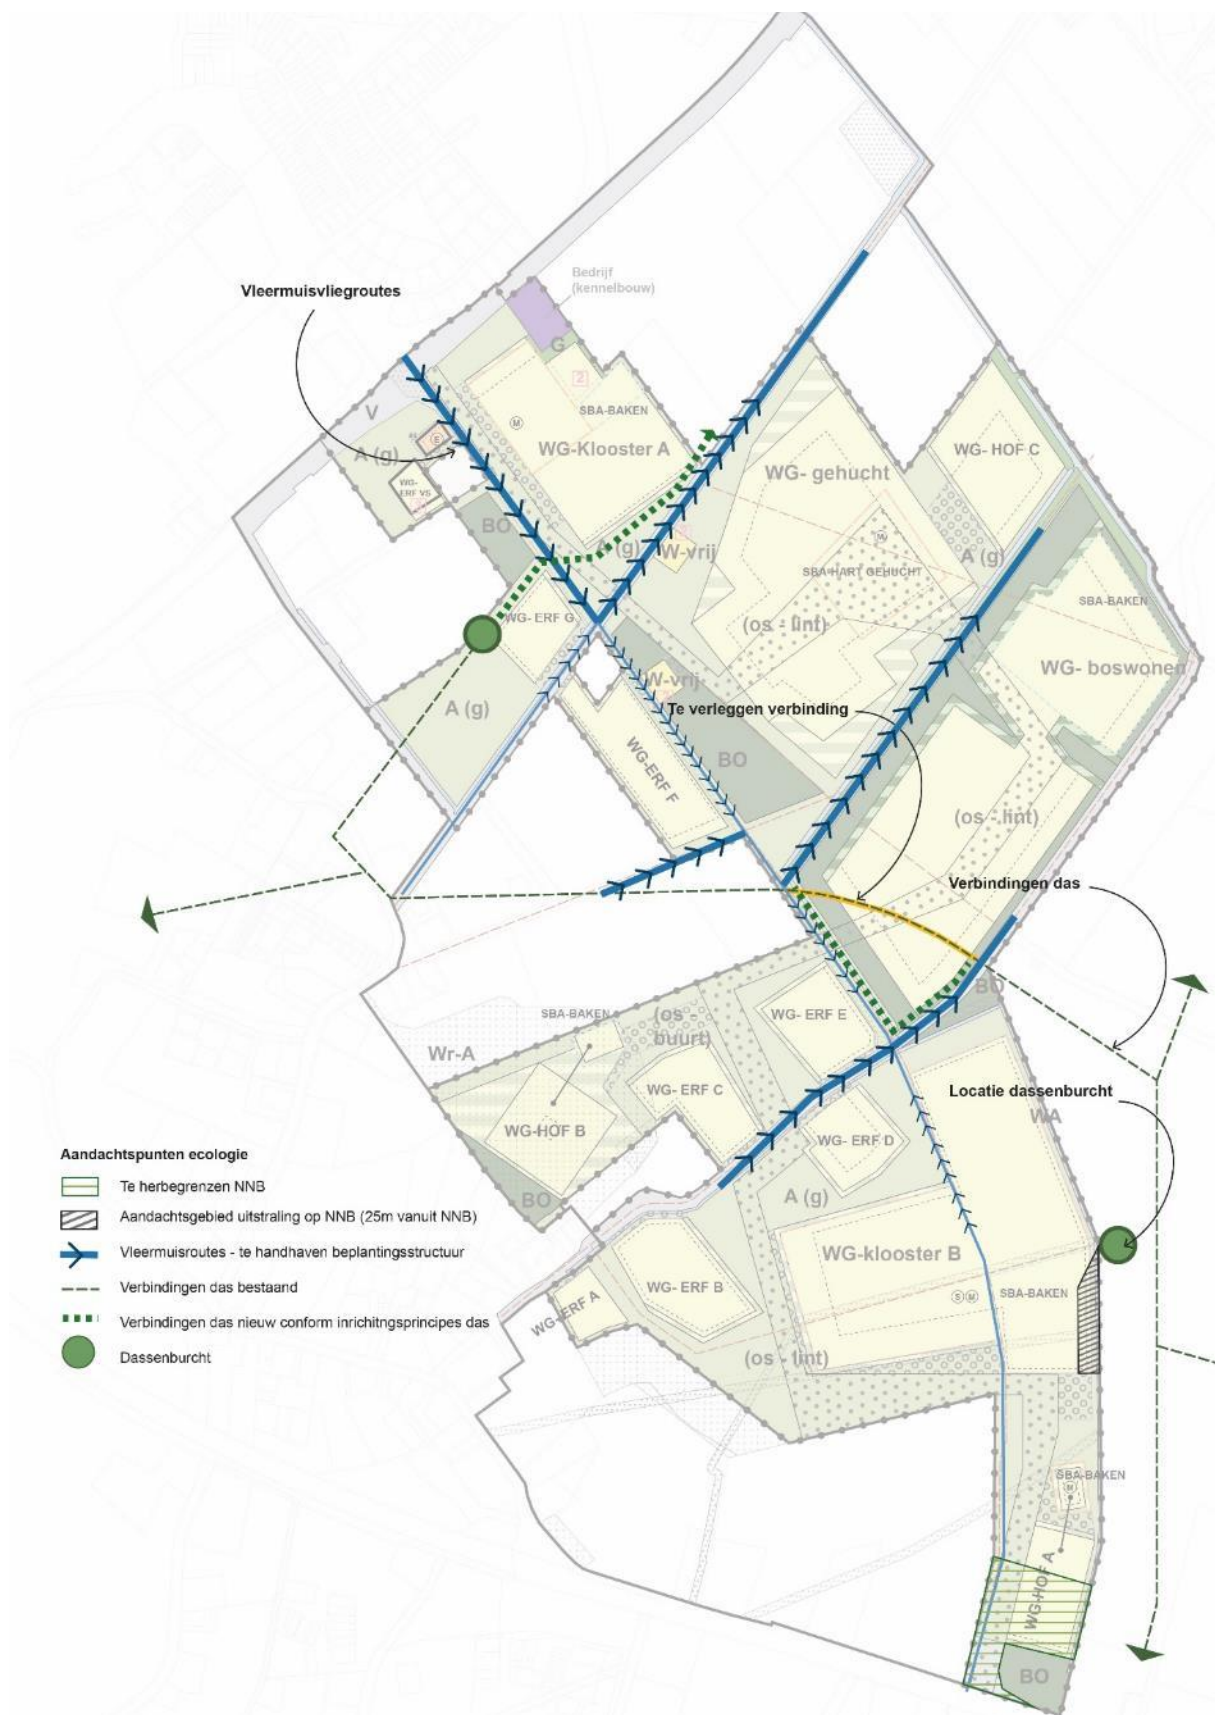 Bedrijf
(kennelbouw)
Vleermuisvliegroutes
G
2
V
SBA-BAKEN
M
WG-Klooster A
E
A (g)
WG-
ERF VS
BO
WG- gehucht
WG- HOF C
M
A (g)
W-vrij
A (g)
SBA-HART GEHUCHT
SBA-BAKEN
WG- ERF G
(os - lint)
WG- boswonen
W-vrij
A (g)
Te verleggen verbinding
WG-ERF F
BO
(os - lint)
Verbindingen das
BO
SBA-BAKEN
(os -
buurt)
WG- ERF E
Wr-A
WG- ERF C
Locatie dassenburcht
WA
WG-HOF B
WG- ERF D
BO
A (g)
WG-klooster B
WG- ERF B
S M
SBA-BAKEN
WG-ERF A
(os - lint)
SBA-BAKEN
M
WG-HOF A
BO
Aandachtspunten ecologie
Te herbegrenzen NNB
Aandachtsgebied uitstraling op NNB (25m vanuit NNB)
Vleermuisroutes - te handhaven beplantingsstructuur
Verbindingen das bestaand
Verbindingen das nieuw conform inrichitngsprincipes das
Dassenburcht